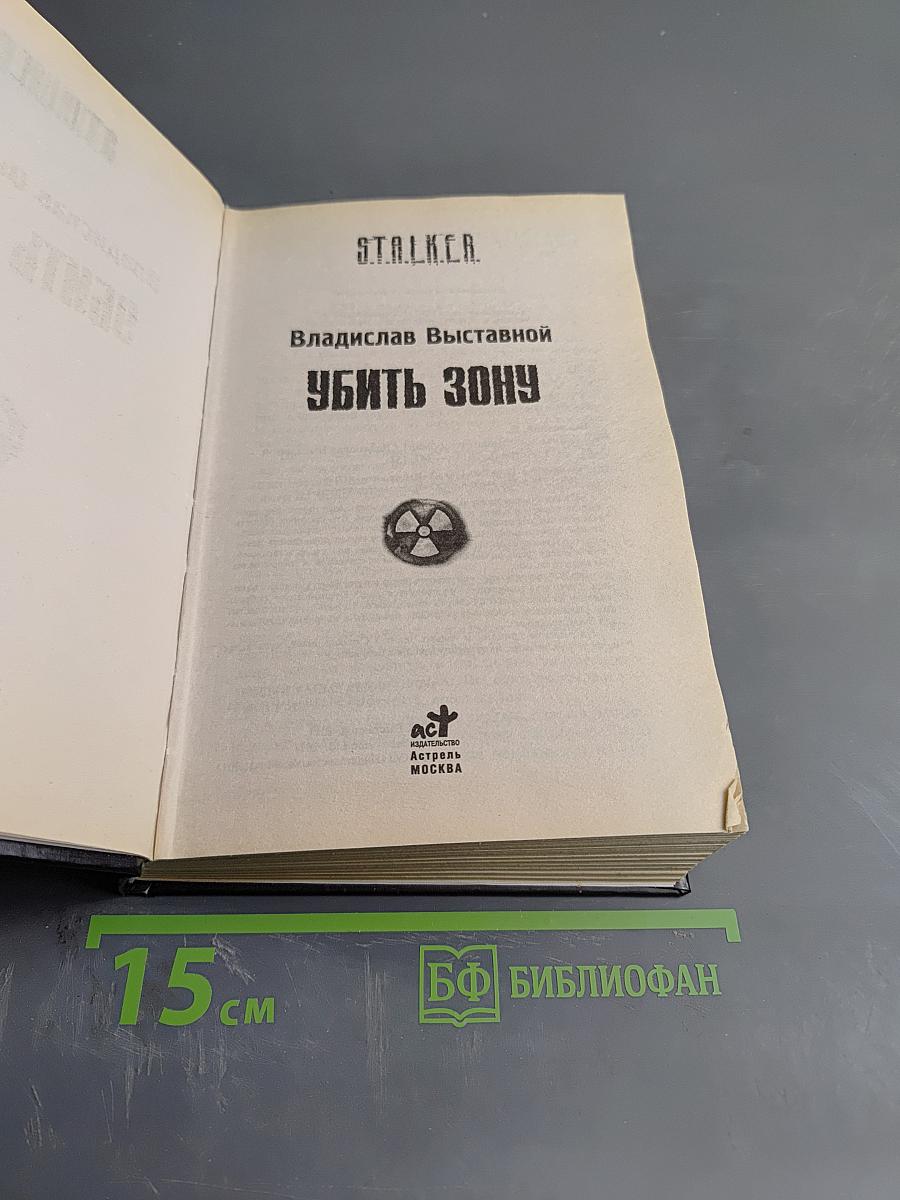 S.T.A.L.K.E.R.
Владислав Выставной
УБИТЬ ЗОНУ
аст
ИЗДАТЕЛЬСТВО
Астрель
МОСКВА
15 см
БФ БИБЛИОФАН